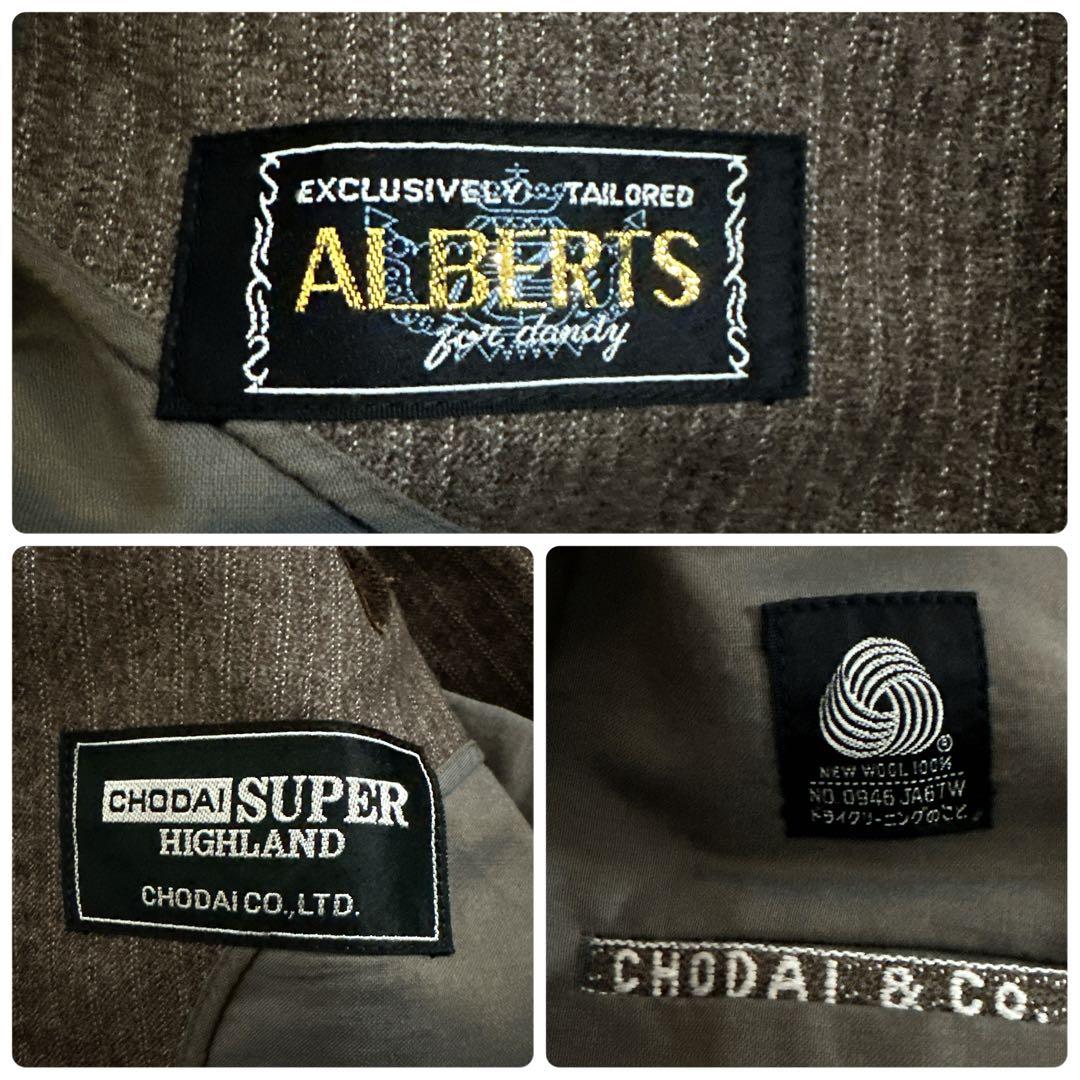 EXCLUSIVELY TAILORED
ALBERTS
for dandy
CHODAI SUPER
HIGHLAND
CHODAI CO., LTD.
NEW WOOL 100%
NO. 0946 JA6TW
ドライクリーニングのこと
CHODAI & Co.